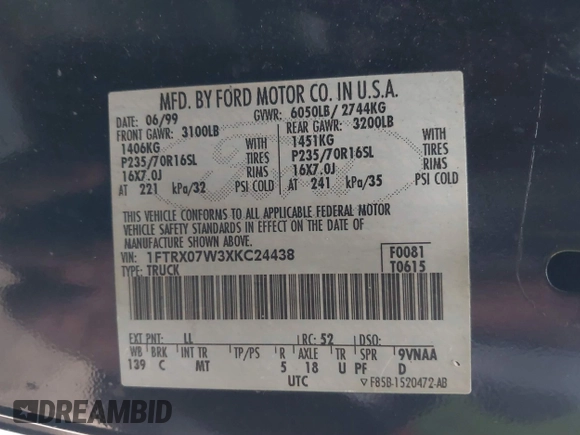 MFD. BY FORD MOTOR CO. IN U.S.A.
DATE: 06/99 GVWR: 6050LB/ 2744KG
FRONT GAWR: 3100LB REAR GAWR: 3200LB
1406KG WITH 1451KG WITH
P235/70R16SL TIRES P235/70R16SL TIRES
16X7.0J RIMS 16X7.0J RIMS
AT 221 kPa/32 PSI COLD AT 241 kPa/35 PSI COLD
THIS VEHICLE CONFORMS TO ALL APPLICABLE FEDERAL MOTOR
VEHICLE SAFETY STANDARDS IN EFFECT ON THE DATE OF
MANUFACTURE SHOWN ABOVE.
VIN: 1FTRX07W3XKC24438 F0081
TYPE: TRUCK T0615
EXT PNT: LL RC: 52 DSO:
WB BRK INT TR TP/PS R AXLE TR SPR 9VNAA
139 C MT 5 18 U PF D
UTC F85B-1520472-AB
DREAMBID